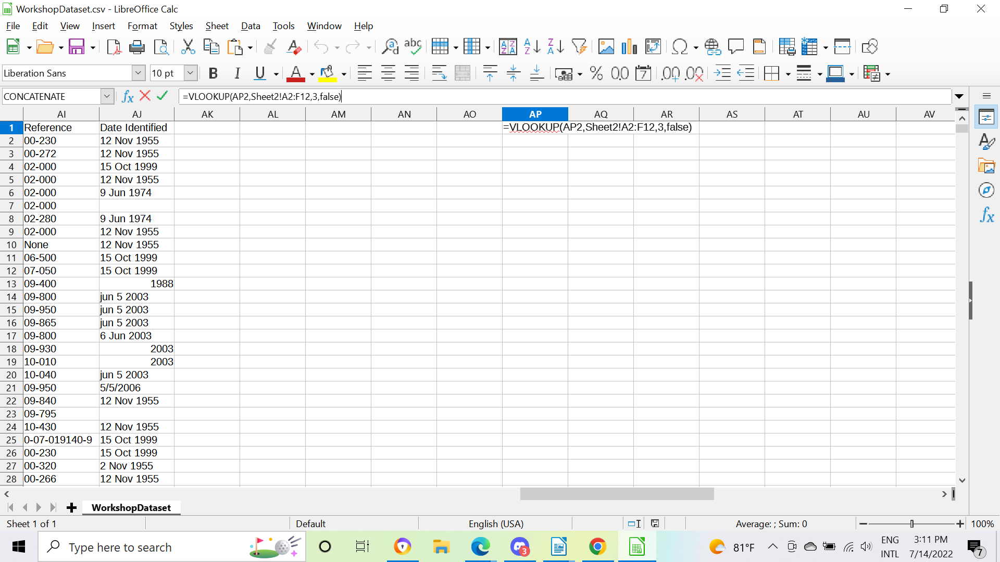 WorkshopDataset.csv - LibreOffice Calc
File Edit View Insert Format Styles Sheet Data Tools Window Help
Liberation Sans 10 pt
CONCATENATE =VLOOKUP(AP2,Sheet2!A2:F12,3,false)
AI AJ AK AL AM AN AO AP AQ AR AS AT AU AV
1 Reference Date Identified =VLOOKUP(AP2,Sheet2!A2:F12,3,false)
2 00-230 12 Nov 1955
3 00-272 12 Nov 1955
4 02-000 15 Oct 1999
5 02-000 12 Nov 1955
6 02-000 9 Jun 1974
7 02-000
8 02-280 9 Jun 1974
9 02-000 12 Nov 1955
10 None 12 Nov 1955
11 06-500 15 Oct 1999
12 07-050 15 Oct 1999
13 09-400 1988
14 09-800 jun 5 2003
15 09-950 jun 5 2003
16 09-865 jun 5 2003
17 09-800 6 Jun 2003
18 09-930 2003
19 10-010 2003
20 10-040 jun 5 2003
21 09-950 5/5/2006
22 09-840 12 Nov 1955
23 09-795
24 10-430 12 Nov 1955
25 0-07-019140-9 15 Oct 1999
26 00-230 15 Oct 1999
27 00-320 2 Nov 1955
28 00-266 12 Nov 1955
WorkshopDataset
Sheet 1 of 1 Default English (USA) Average: ; Sum: 0 100%
Type here to search 3 81°F ENG INTL 3:11 PM 7/14/2022 7